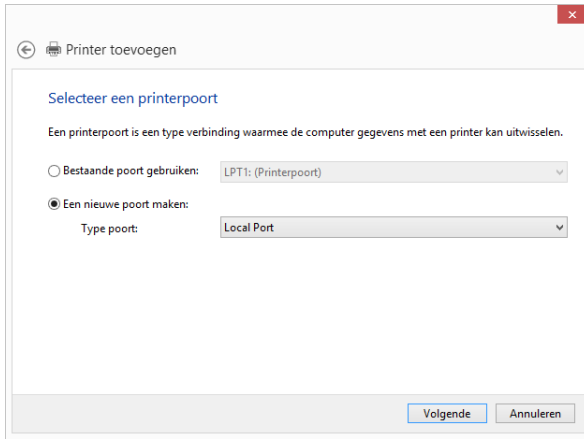 Printer toevoegen
Selecteer een printerpoort
Een printerpoort is een type verbinding waarmee de computer gegevens met een printer kan uitwisselen.
Bestaande poort gebruiken: LPT1: (Printerpoort)
Een nieuwe poort maken:
Type poort: Local Port
Volgende Annuleren